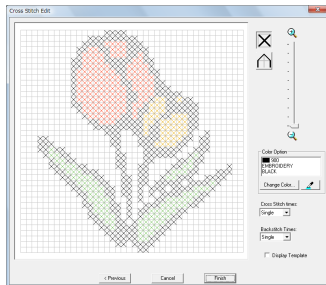 Cross Stitch Edit
Color Option
900
EMBROIDERY
BLACK
Change Color...
Cross Stitch times
Single
Backstitch Times
Single
Display Template
< Previous
Cancel
Finish